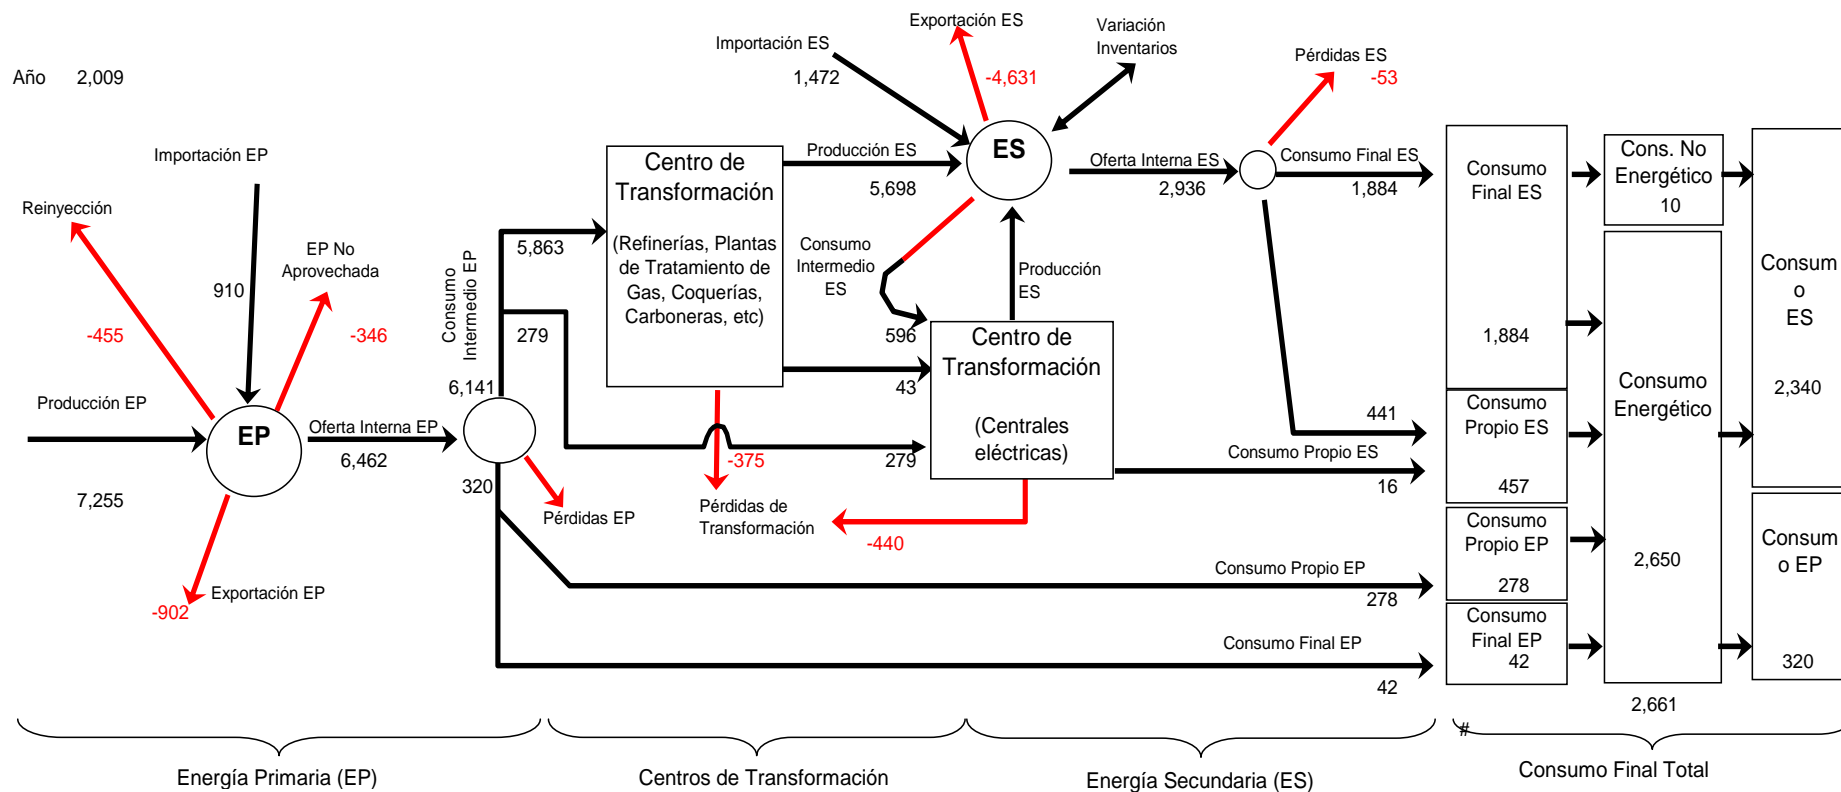 Año 2,009
Importación EP
Reinyección
EP No
Aprovechada
910
-455
-346
Producción EP
7,255
EP
Oferta Interna EP
6,462
-902
Exportación EP
Consumo
Intermedio EP
6,141
320
Pérdidas EP
5,863
279
Centro de
Transformación
(Refinerías, Plantas
de Tratamiento de
Gas, Coquerías,
Carboneras, etc)
-375
279
Pérdidas de
Transformación
-440
Importación ES
1,472
Exportación ES
-4,631
Variación
Inventarios
Producción ES
5,698
ES
Consumo
Intermedio
ES
596
43
Producción
ES
Centro de
Transformación
(Centrales
eléctricas)
Oferta Interna ES
2,936
Pérdidas ES
-53
Consumo Final ES
1,884
441
Consumo Propio ES
16
Consumo Propio EP
278
Consumo Final EP
42
Consumo
Final ES
1,884
Consumo
Propio ES
457
Consumo
Propio EP
278
Consumo
Final EP
42
Cons. No
Energético
10
Consumo
Energético
2,650
2,661
Consum
o
ES
2,340
Consum
o EP
320
#
Energía Primaria (EP)
Centros de Transformación
Energía Secundaria (ES)
Consumo Final Total